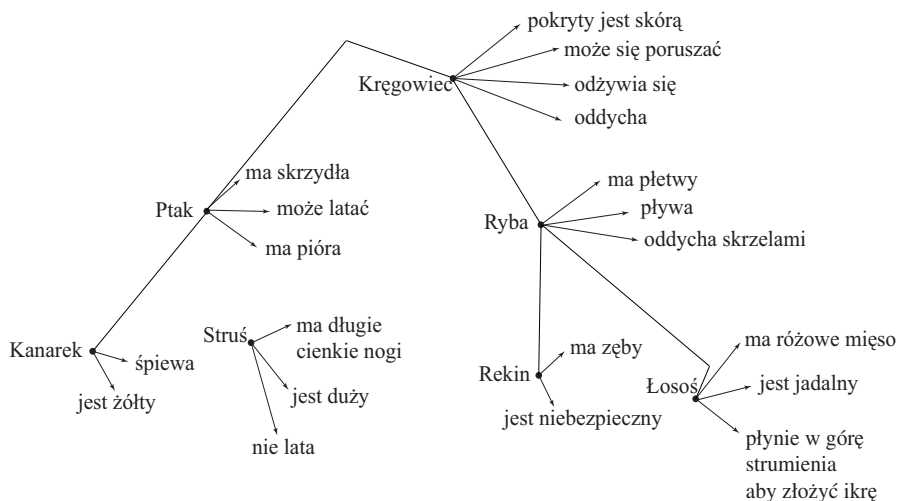 pokryty jest skórą
może się poruszać
Kręgowiec
odżywia się
oddycha
ma skrzydła
Ptak
może latać
ma pióra
ma płetwy
pływa
Ryba
oddycha skrzelami
Kanarek
śpiewa
jest żółty
Struś
ma długie
cienkie nogi
jest duży
nie lata
ma zęby
Rekin
jest niebezpieczny
ma różowe mięso
Łosoś
jest jadalny
płynie w górę
strumienia
aby złożyć ikrę